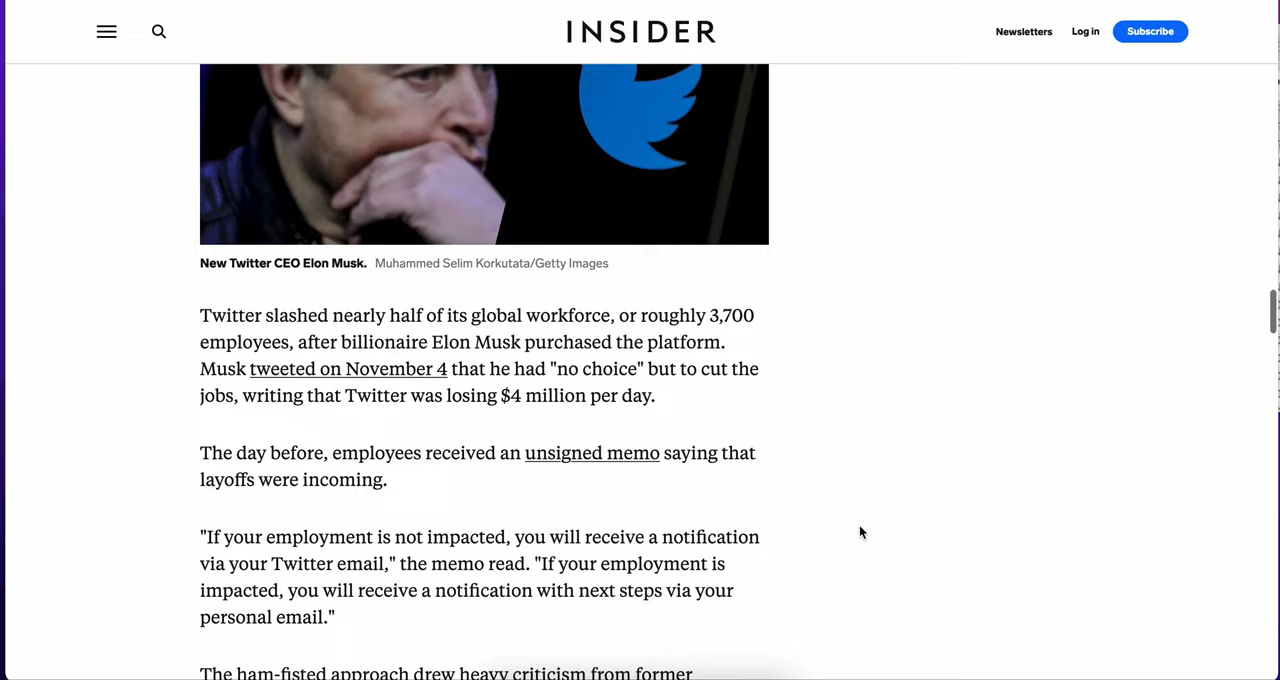 INSIDER
Newsletters
Log in
Subscribe
New Twitter CEO Elon Musk. Muhammed Selim Korkutata/Getty Images
Twitter slashed nearly half of its global workforce, or roughly 3,700
employees, after billionaire Elon Musk purchased the platform.
Musk tweeted on November 4 that he had "no choice" but to cut the
jobs, writing that Twitter was losing $4 million per day.
The day before, employees received an unsigned memo saying that
layoffs were incoming.
"If your employment is not impacted, you will receive a notification
via your Twitter email," the memo read. "If your employment is
impacted, you will receive a notification with next steps via your
personal email."
The ham-fisted approach drew heavy criticism from former